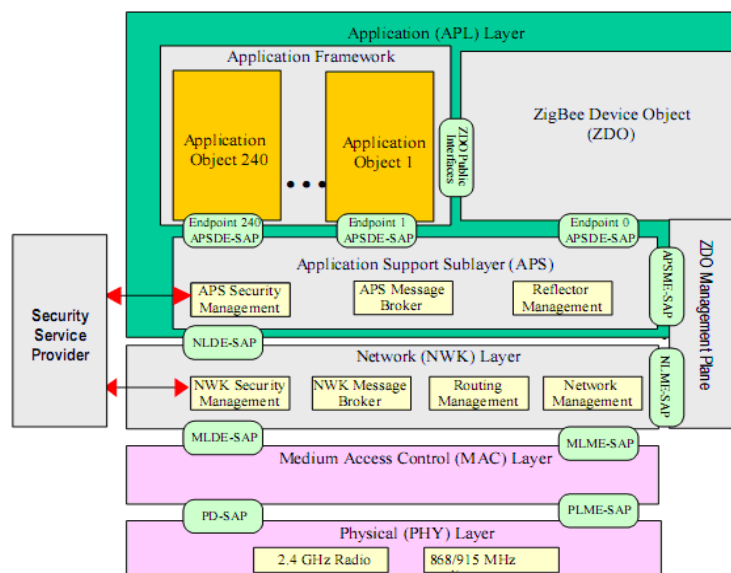 Application (APL) Layer
Application Framework
Application
Object 240
Application
Object 1
ZDO Public
Interfaces
ZigBee Device Object
(ZDO)
Endpoint 240
APSDE-SAP
Endpoint 1
APSDE-SAP
Endpoint 0
APSDE-SAP
Application Support Sublayer (APS)
APS Security
Management
APS Message
Broker
Reflector
Management
APSME-SAP
ZDO Management Plane
Security
Service
Provider
NLDE-SAP
Network (NWK) Layer
NWK Security
Management
NWK Message
Broker
Routing
Management
Network
Management
NLME-SAP
MLDE-SAP
MLME-SAP
Medium Access Control (MAC) Layer
PD-SAP
PLME-SAP
Physical (PHY) Layer
2.4 GHz Radio
868/915 MHz